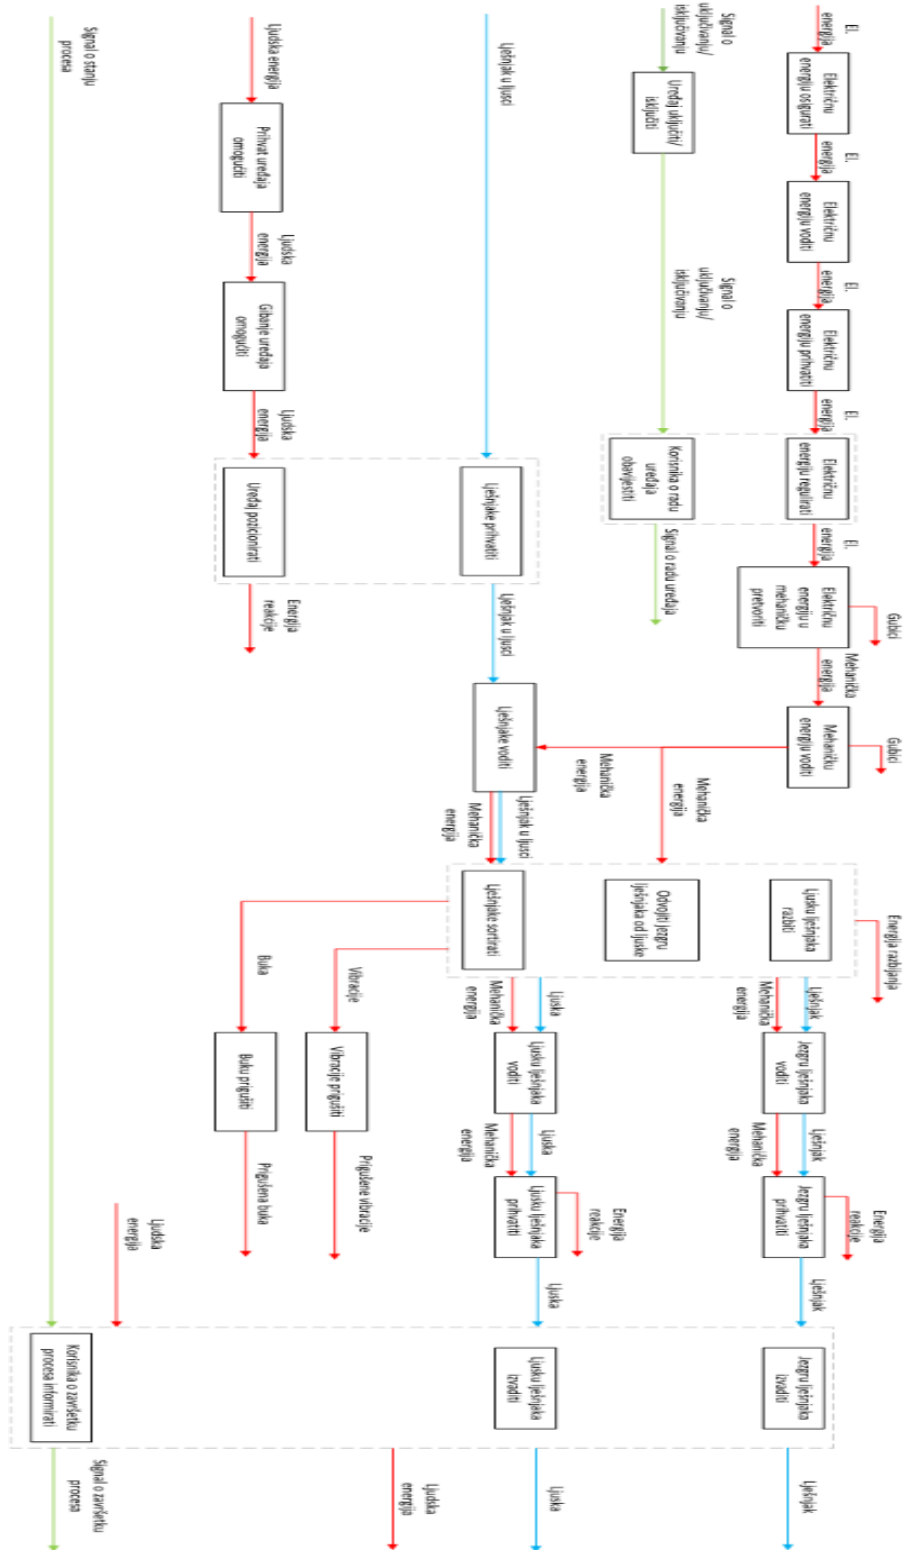 Gubici
Gubici
Energija razbijanja
Energija
reakcije
El.
energija
Električnu
energiju osigurati
El.
energija
Električnu
energiju voditi
El.
energija
Električnu
energiju prihvatiti
El.
energija
Električnu
energiju regulirati
El.
energija
Električnu
energiju u
mehaničku
pretvoriti
Mehanička
energija
Mehaničku
energiju voditi
Ljusku lješnjaka
razbiti
Lješnjak
Mehanička
energija
Jezgru lješnjaka
voditi
Lješnjak
Mehanička
energija
Jezgru lješnjaka
prihvatiti
Lješnjak
Jezgru lješnjaka
izvaditi
Lješnjak
Signal o
uključivanju/
isključivanju
Uređaj uključiti/
isključiti
Signal o
uključivanju/
isključivanju
Korisnika o radu
uređaja
obavijestiti
Signal o radu uređaja
Mehanička
energija
Mehanička
energija
Odvojiti jezgru
lješnjaka od ljuske
Energija
reakcije
Lješnjak u ljusci
Lješnjake prihvatiti
Lješnjak u ljusci
Lješnjake voditi
Lješnjak u ljusci
Mehanička
energija
Lješnjake sortirati
Ljuska
Mehanička
energija
Ljusku lješnjaka
voditi
Ljuska
Mehanička
energija
Ljusku lješnjaka
prihvatiti
Ljuska
Ljusku lješnjaka
izvaditi
Ljuska
Vibracije
Vibracije prigušiti
Prigušene vibracije
Ljudska
energija
Ljudska energija
Prihvat uređaja
omogućiti
Ljudska
energija
Gibanje uređaja
omogućiti
Ljudska
energija
Uređaj pozicionirati
Energija
reakcije
Buka
Buku prigušiti
Prigušena buka
Ljudska
energija
Signal o stanju
procesa
Korisnika o završetku
procesa informirati
Signal o završetku
procesa